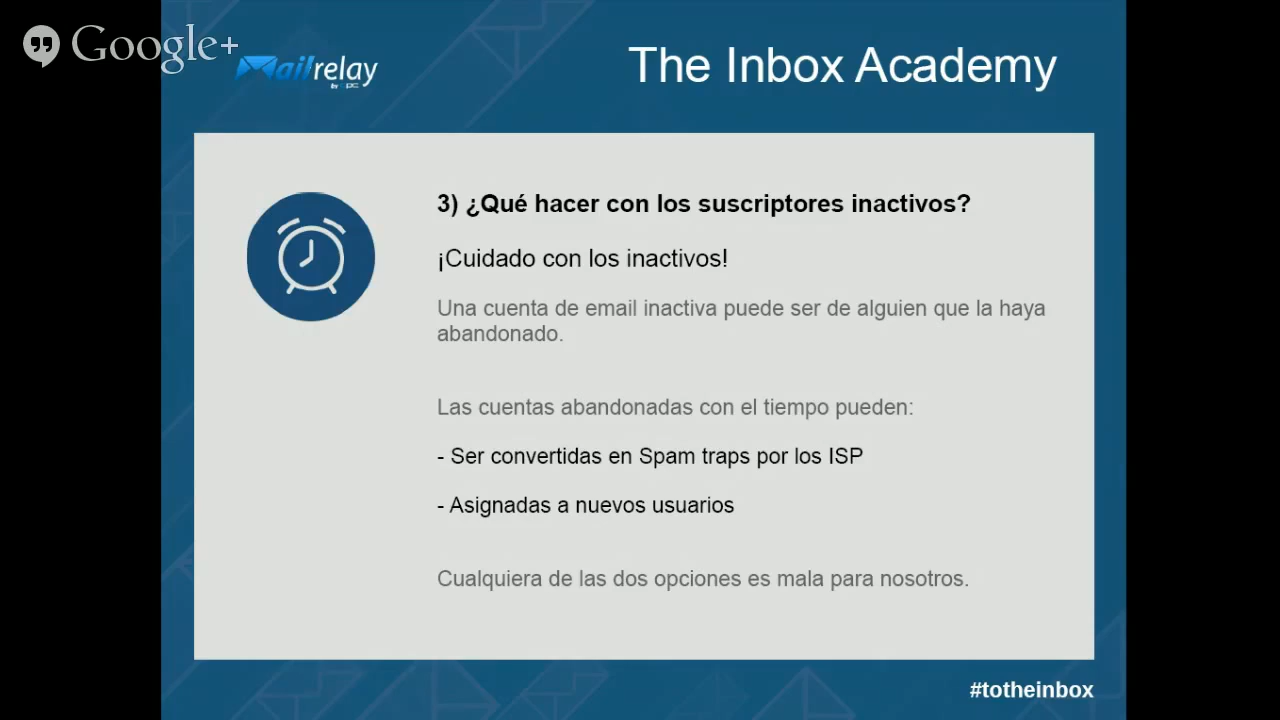 Google+
Mailrelay
The Inbox Academy
3) ¿Qué hacer con los suscriptores inactivos?
¡Cuidado con los inactivos!
Una cuenta de email inactiva puede ser de alguien que la haya
abandonado.
Las cuentas abandonadas con el tiempo pueden:
- Ser convertidas en Spam traps por los ISP
- Asignadas a nuevos usuarios
Cualquiera de las dos opciones es mala para nosotros.
#totheinbox